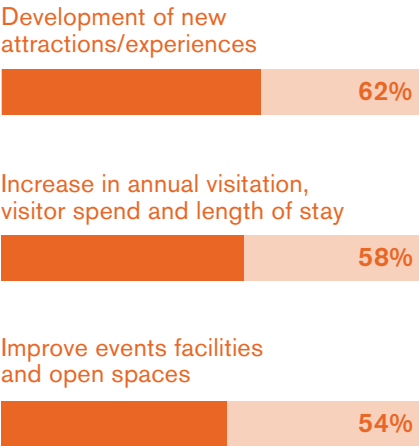 Development of new
attractions/experiences
62%
Increase in annual visitation,
visitor spend and length of stay
58%
Improve events facilities
and open spaces
54%